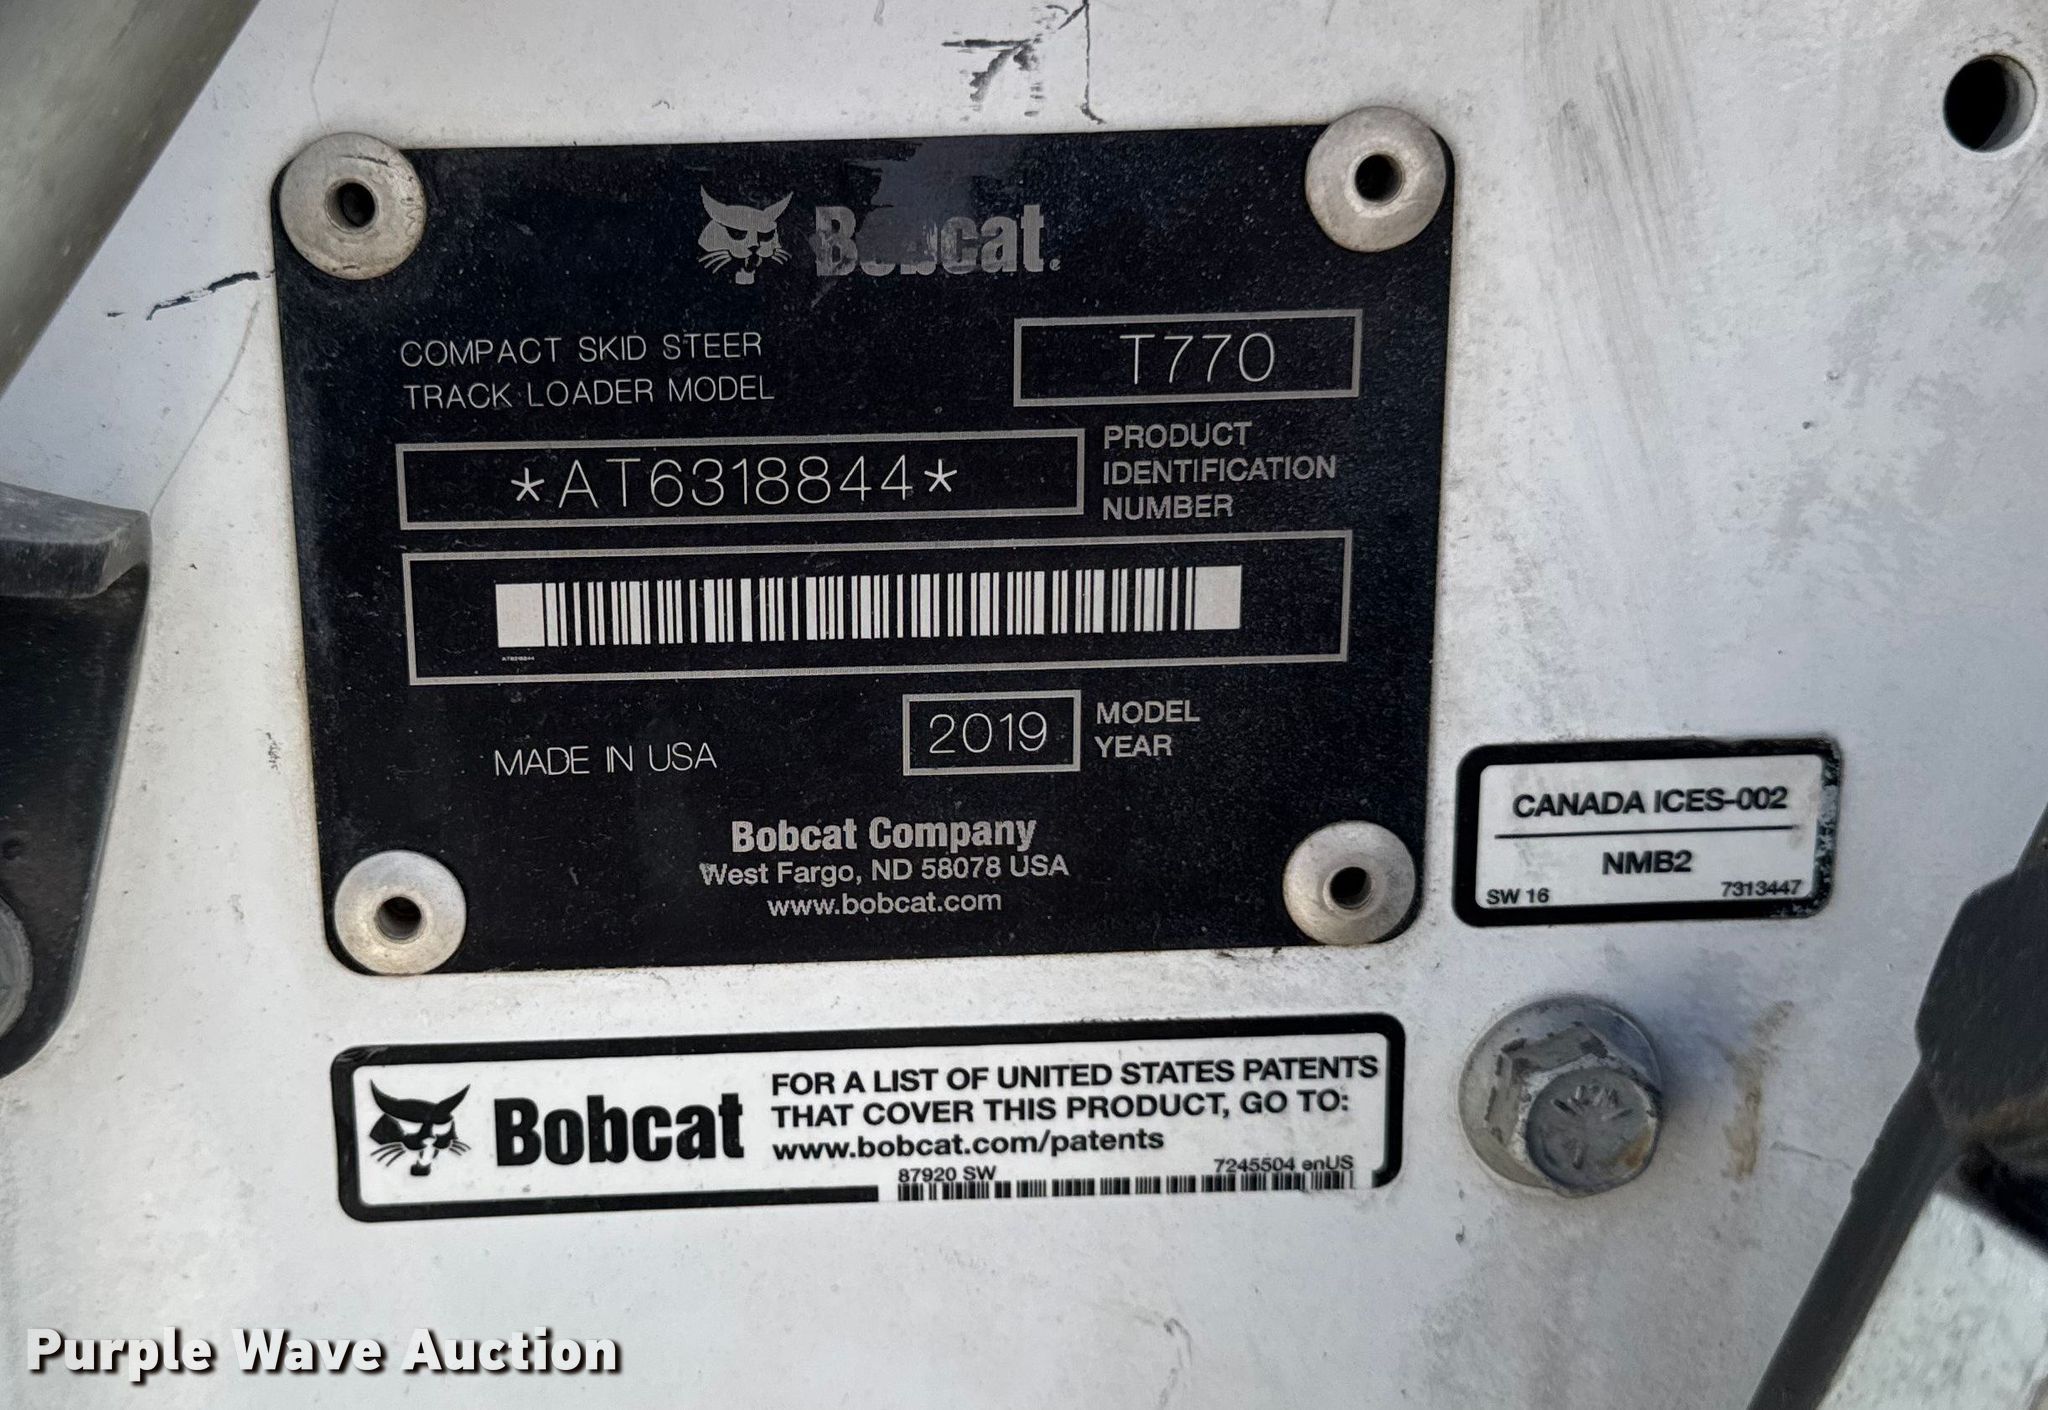 Bobcat.
COMPACT SKID STEER
TRACK LOADER MODEL
T770
*AT6318844*
PRODUCT
IDENTIFICATION
NUMBER
AT6318844
MADE IN USA
2019
MODEL
YEAR
Bobcat Company
West Fargo, ND 58078 USA
www.bobcat.com
CANADA ICES-002
NMB2
SW 16 7313447
Bobcat
FOR A LIST OF UNITED STATES PATENTS
THAT COVER THIS PRODUCT, GO TO:
www.bobcat.com/patents
87920 SW 7245504 enUS
Purple Wave Auction